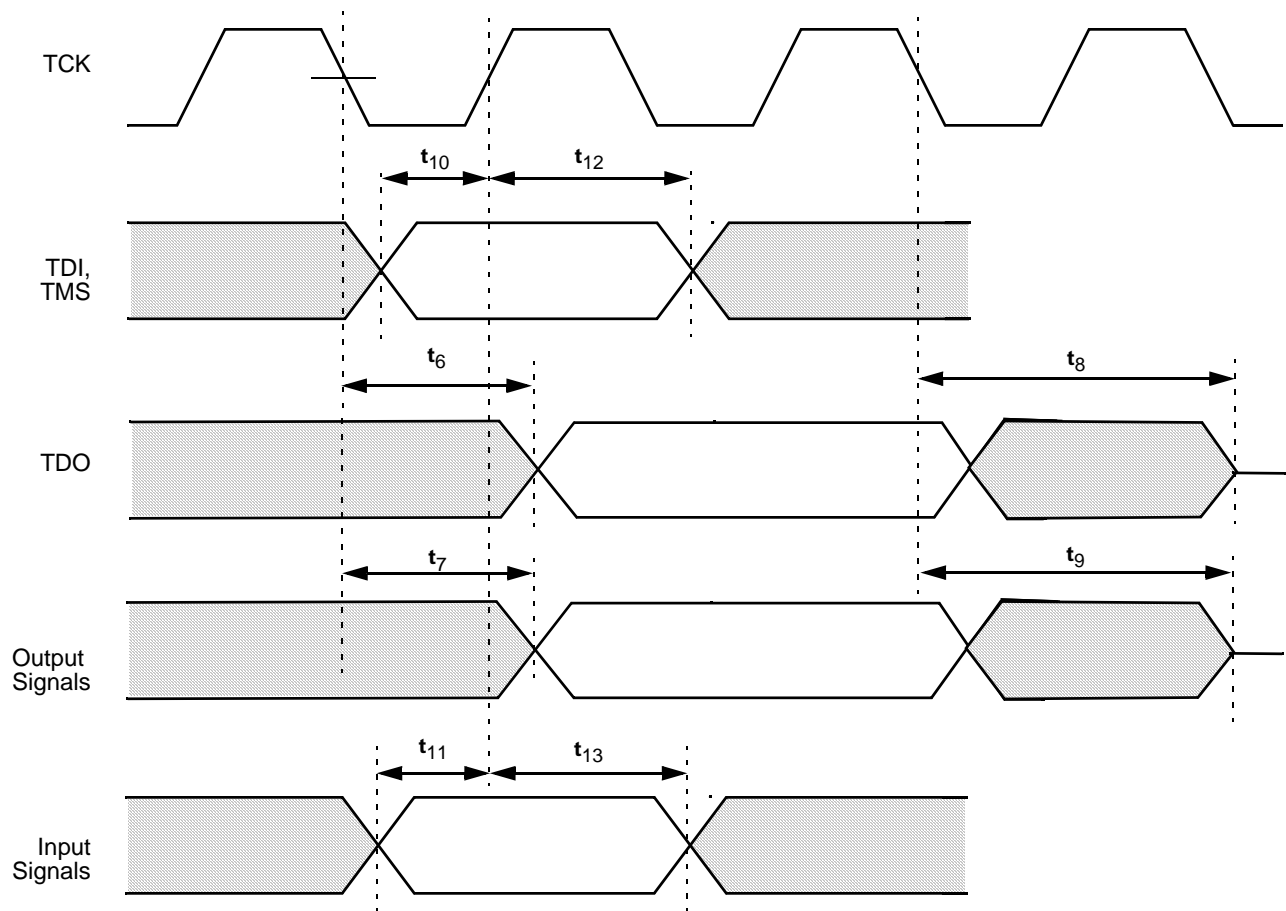 TCK
t10
t12
TDI,
TMS
t6
t8
TDO
t7
t9
Output
Signals
t11
t13
Input
Signals